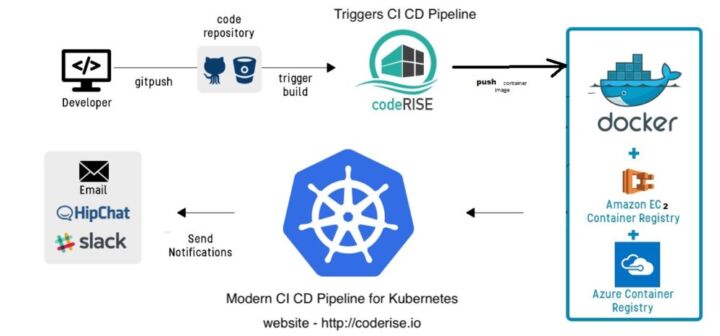 Triggers CI CD Pipeline
code
repository
</>
Developer
gitpush
trigger
build
codeRISE
push container
image
docker
+
Amazon EC2
Container Registry
+
Azure Container
Registry
Email
HipChat
slack
Send
Notifications
Modern CI CD Pipeline for Kubernetes
website - http://coderise.io